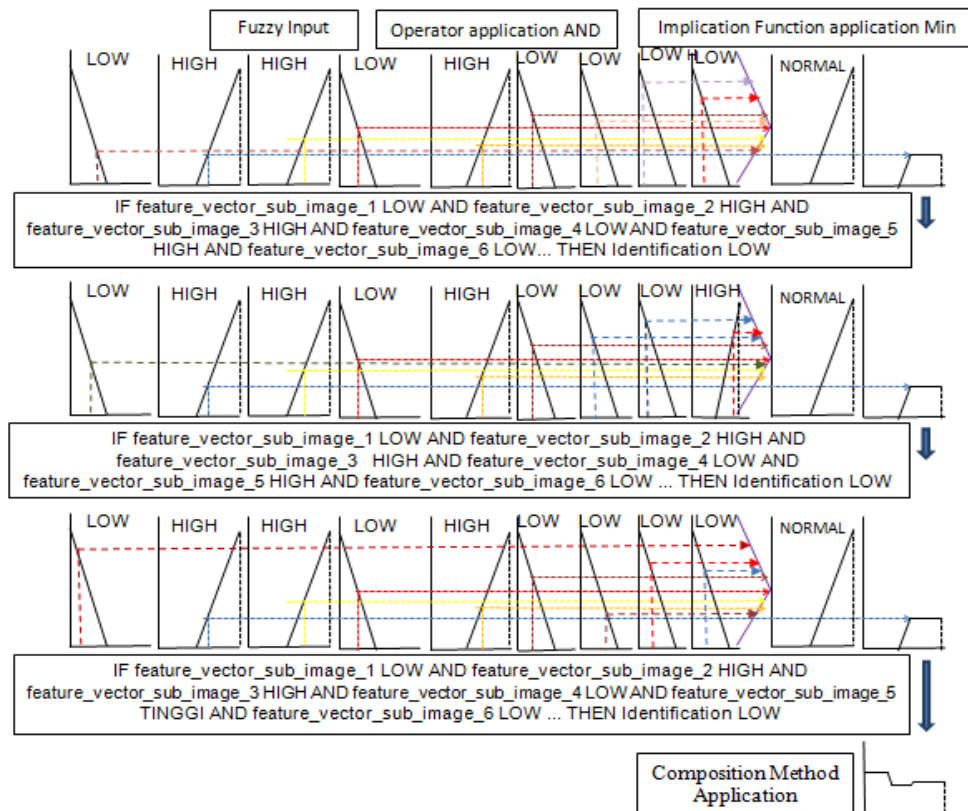 Fuzzy Input
Operator application AND
Implication Function application Min
LOW HIGH HIGH LOW HIGH LOW LOW LOW LOW NORMAL
IF feature_vector_sub_image_1 LOW AND feature_vector_sub_image_2 HIGH AND
feature_vector_sub_image_3 HIGH AND feature_vector_sub_image_4 LOW AND feature_vector_sub_image_5
HIGH AND feature_vector_sub_image_6 LOW... THEN Identification LOW
LOW HIGH HIGH LOW HIGH LOW LOW LOW HIGH NORMAL
IF feature_vector_sub_image_1 LOW AND feature_vector_sub_image_2 HIGH AND
feature_vector_sub_image_3 HIGH AND feature_vector_sub_image_4 LOW AND
feature_vector_sub_image_5 HIGH AND feature_vector_sub_image_6 LOW ... THEN Identification LOW
LOW HIGH HIGH LOW HIGH LOW LOW LOW LOW NORMAL
IF feature_vector_sub_image_1 LOW AND feature_vector_sub_image_2 HIGH AND
feature_vector_sub_image_3 HIGH AND feature_vector_sub_image_4 LOW AND feature_vector_sub_image_5
TINGGI AND feature_vector_sub_image_6 LOW ... THEN Identification LOW
Composition Method
Application